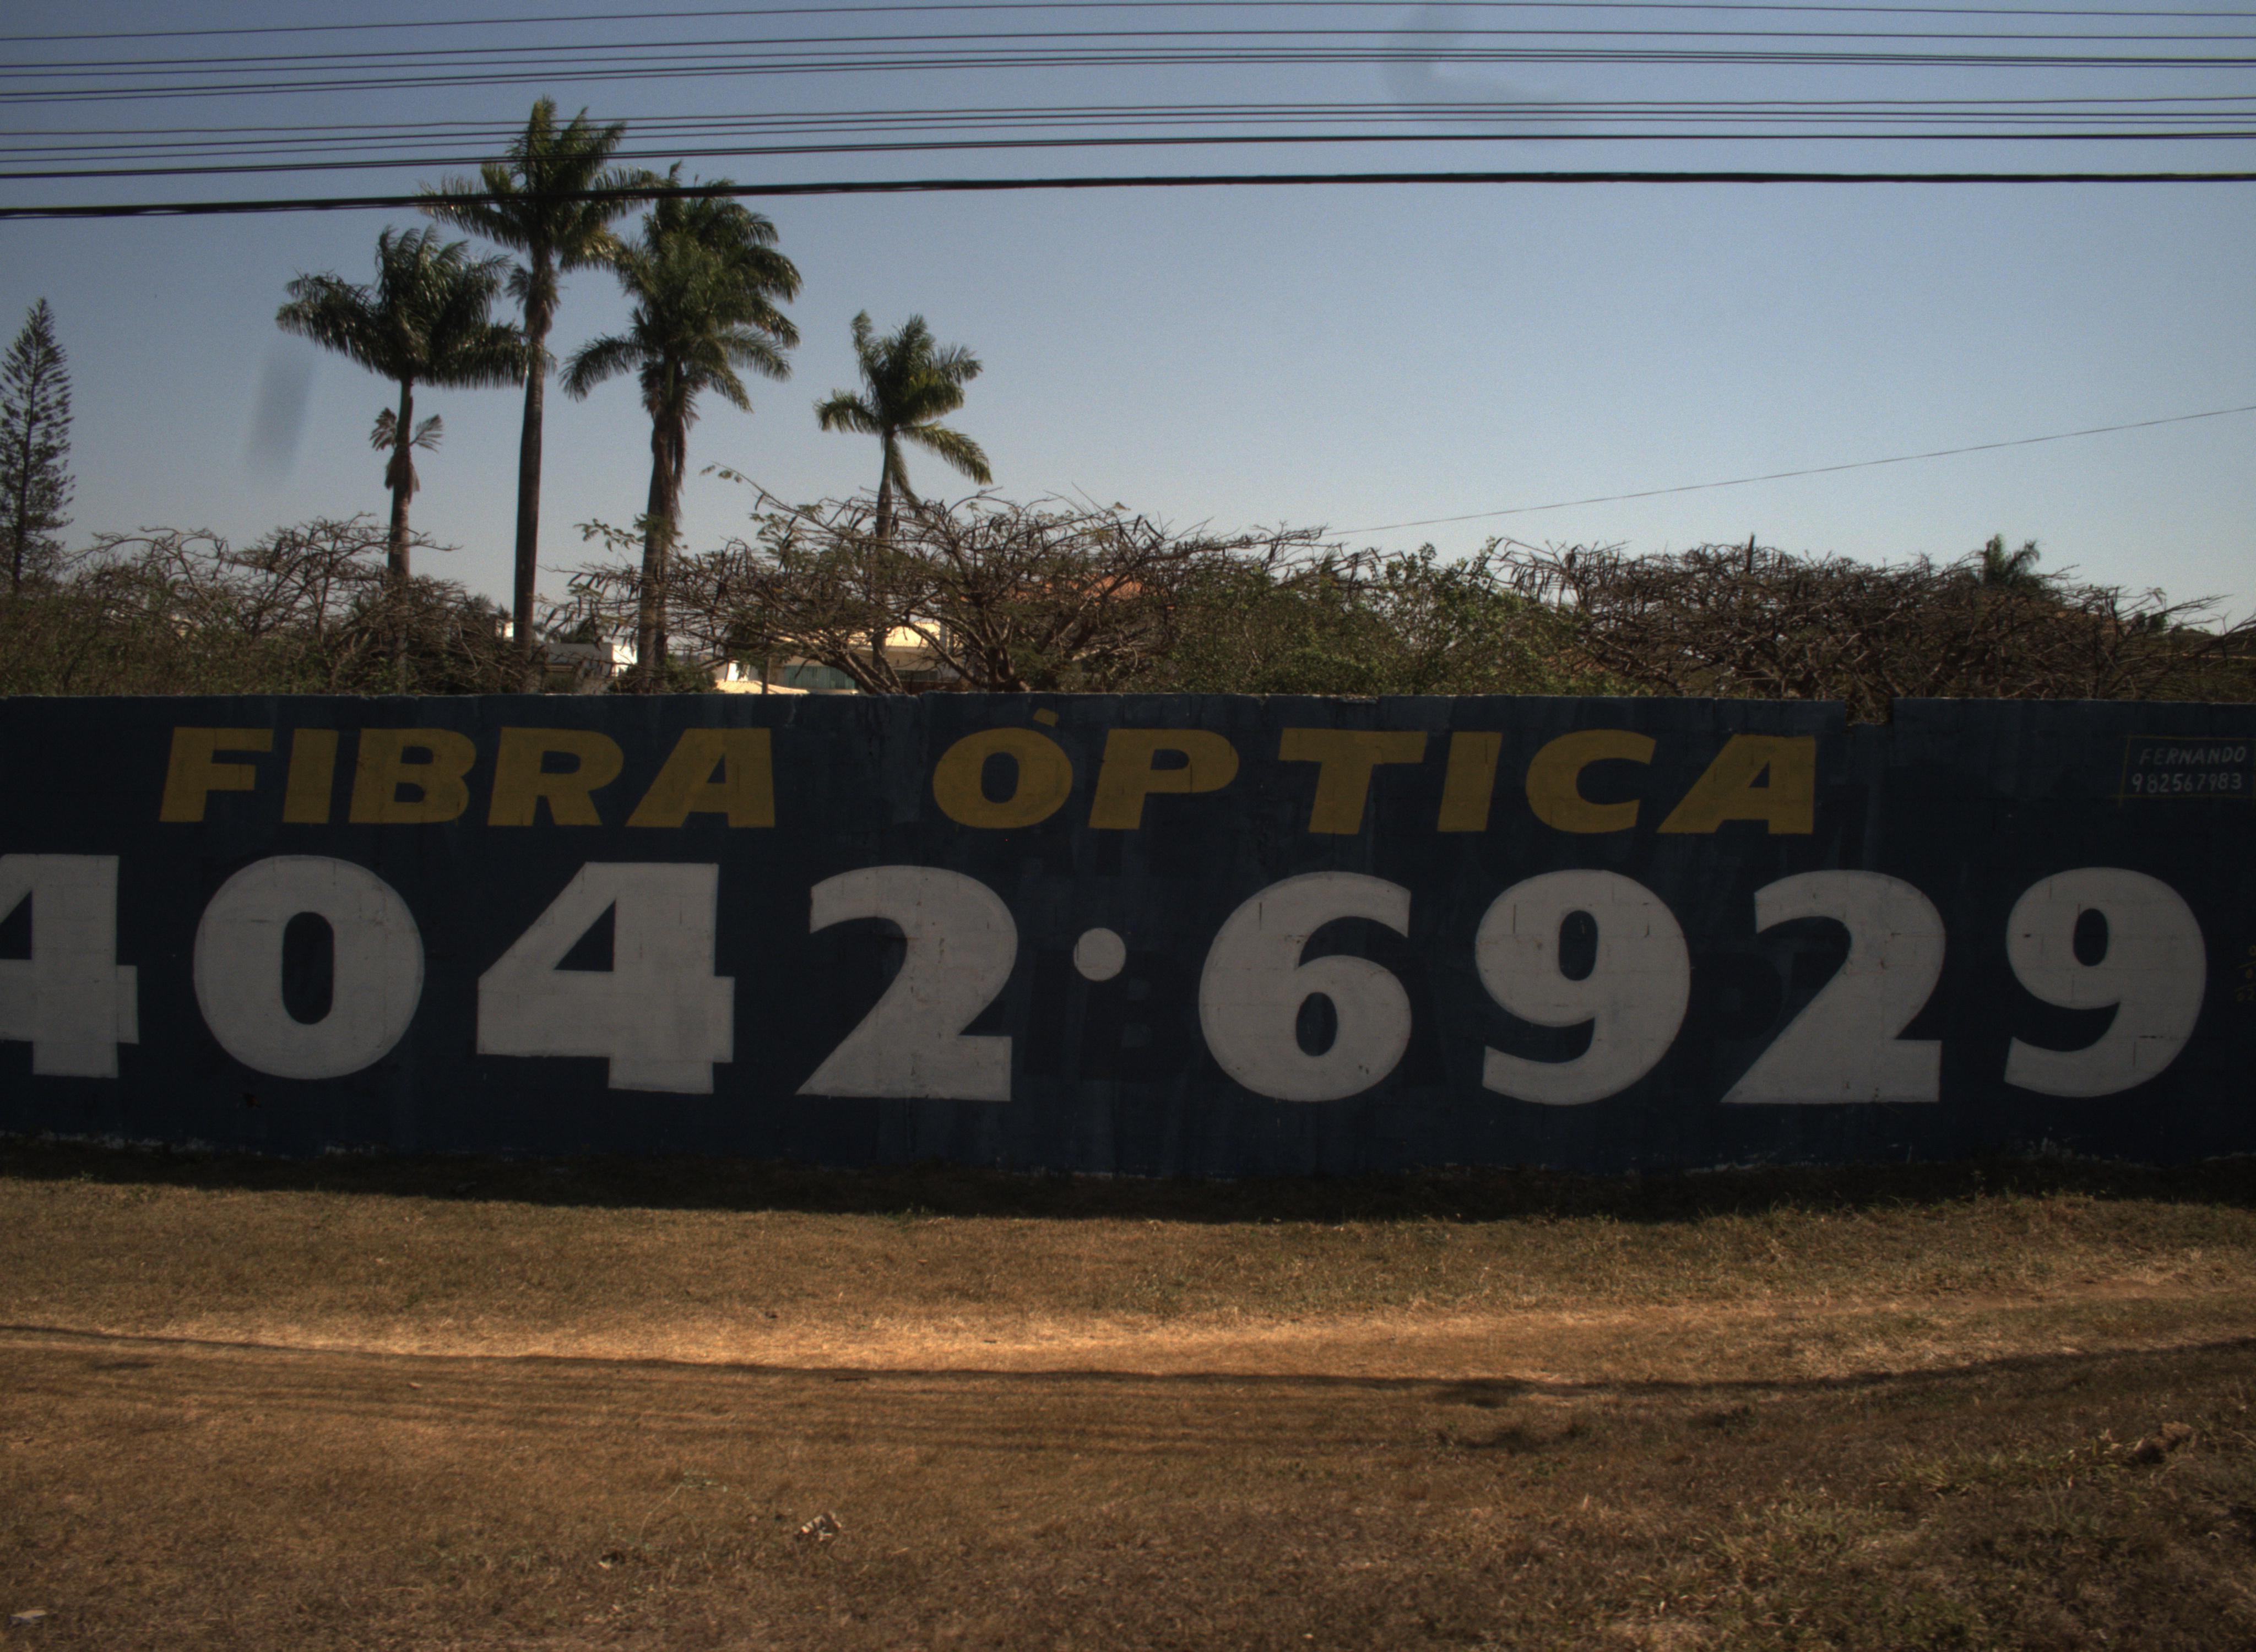 FIBRA ÒPTICA
FERNANDO
982567983
4042·6929